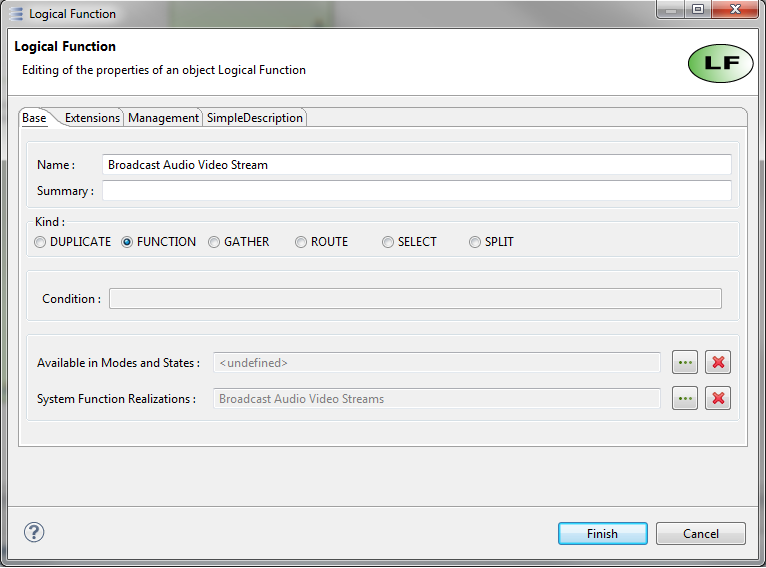 Logical Function
Logical Function
Editing of the properties of an object Logical Function
LF
Base Extensions Management SimpleDescription
Name : Broadcast Audio Video Stream
Summary :
Kind :
DUPLICATE FUNCTION GATHER ROUTE SELECT SPLIT
Condition :
Available in Modes and States : <undefined> ...
System Function Realizations : Broadcast Audio Video Streams ...
? Finish Cancel